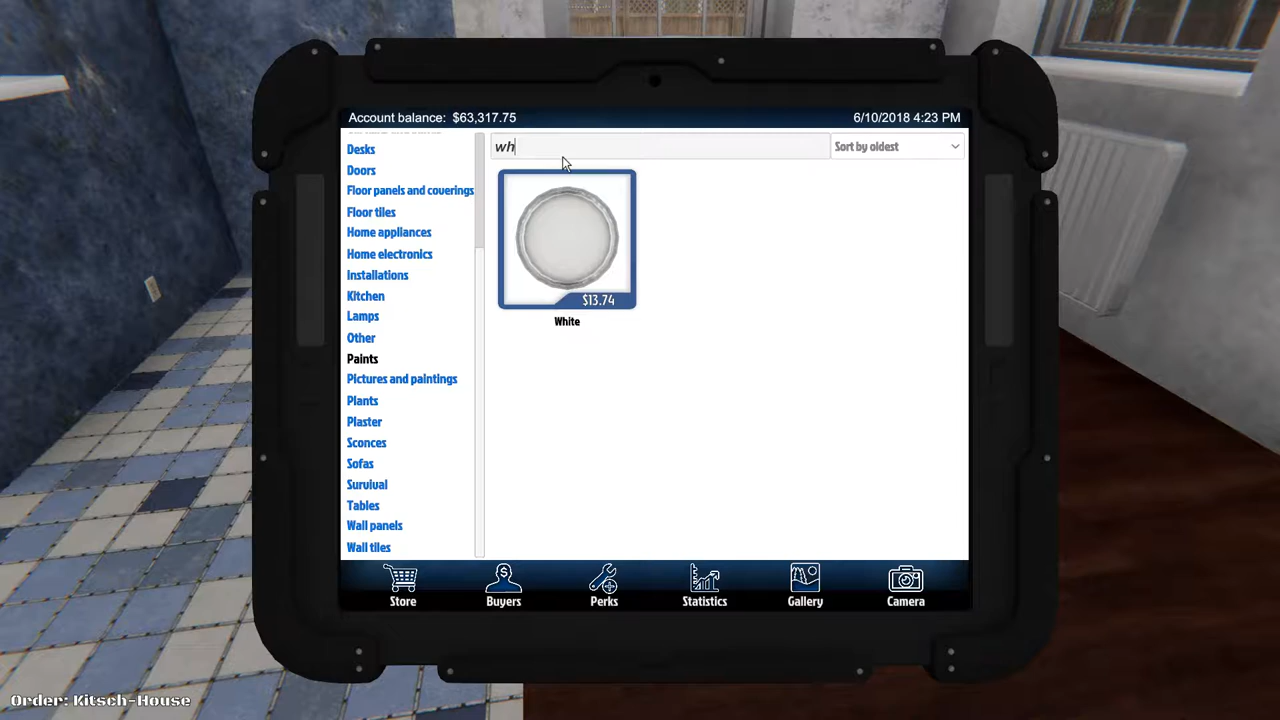 Account balance: $63,317.75
6/10/2018 4:23 PM
wh
Sort by oldest
Desks
Doors
Floor panels and coverings
Floor tiles
Home appliances
Home electronics
Installations
Kitchen
Lamps
Other
Paints
Pictures and paintings
Plants
Plaster
Sconces
Sofas
Survival
Tables
Wall panels
Wall tiles
$13.74
White
Store
Buyers
Perks
Statistics
Gallery
Camera
Order: Kitsch-House